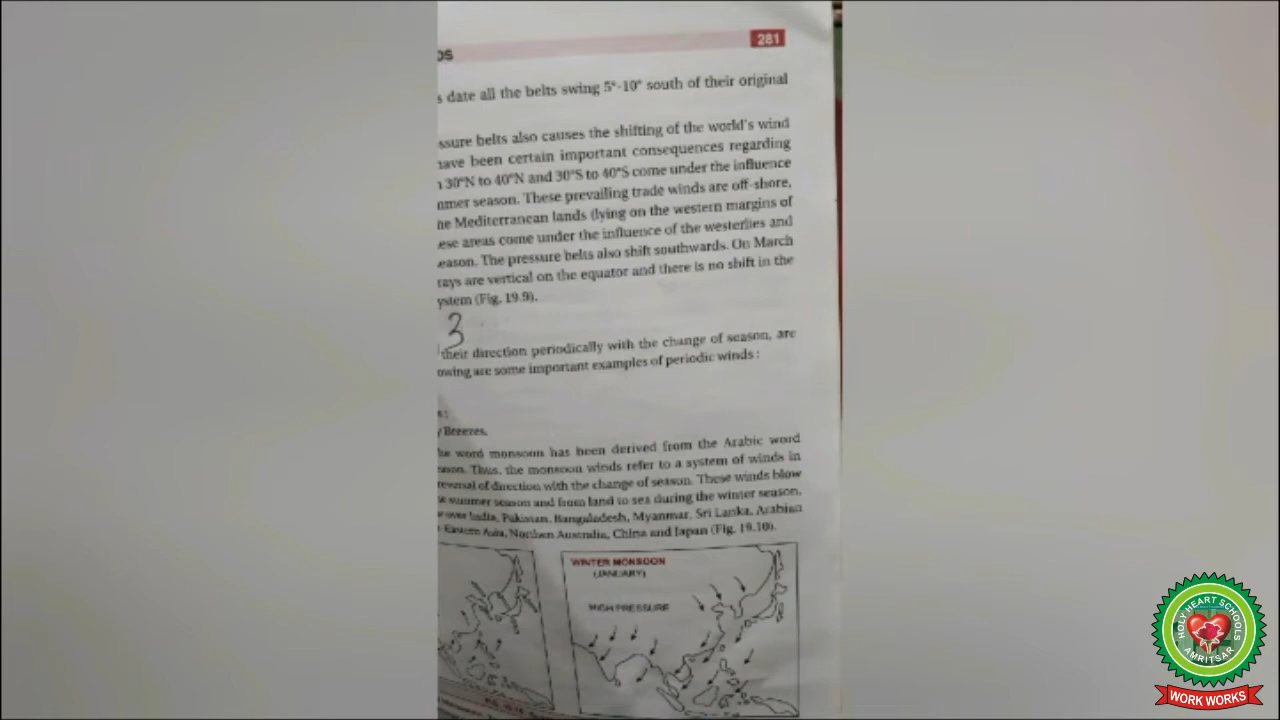 DS
281
s date all the belts swing 5°-10° south of their original
ssure belts also causes the shifting of the world's wind
have been certain important consequences regarding
30°N to 40°N and 30°S to 40°S come under the influence
mmer season. These prevailing trade winds are off-shore,
he Mediterranean lands (lying on the western margins of
ese areas come under the influence of the westerlies and
eason. The pressure belts also shift southwards. On March
rays are vertical on the equator and there is no shift in the
ystem (Fig. 19.9).
3
their direction periodically with the change of season, are
owing are some important examples of periodic winds :
s :
y Breezes.
he word monsoon has been derived from the Arabic word
eason. Thus, the monsoon winds refer to a system of winds in
reversal of direction with the change of season. These winds blow
summer season and from land to sea during the winter season.
over India, Pakistan, Bangaladesh, Myanmar, Sri Lanka, Arabian
Eastern Asia, Northen Australia, China and Japan (Fig. 19.10).
WINTER MONSOON
(JANUARY)
HIGH PRESSURE
HOLY HEART SCHOOLS
AMRITSAR
WORK WORKS